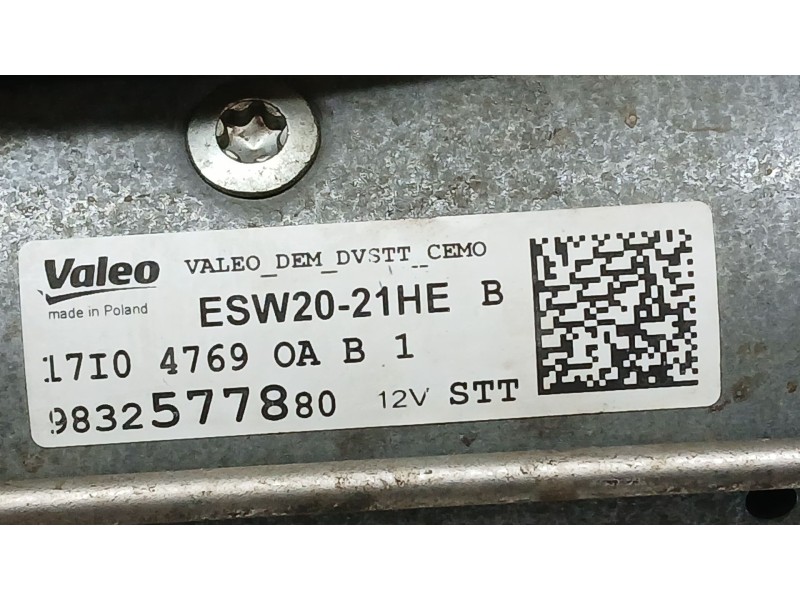 Valeo
VALEO_DEM_DVSTT_CEMO
made in Poland
ESW20-21HE B
17I0 4769 OA B 1
9832577880 12V STT